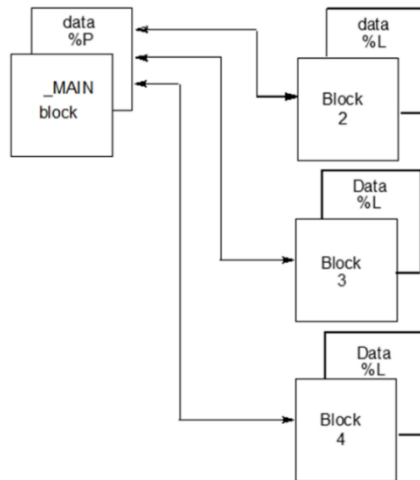 data
%P
_MAIN
block
data
%L
Block
2
Data
%L
Block
3
Data
%L
Block
4